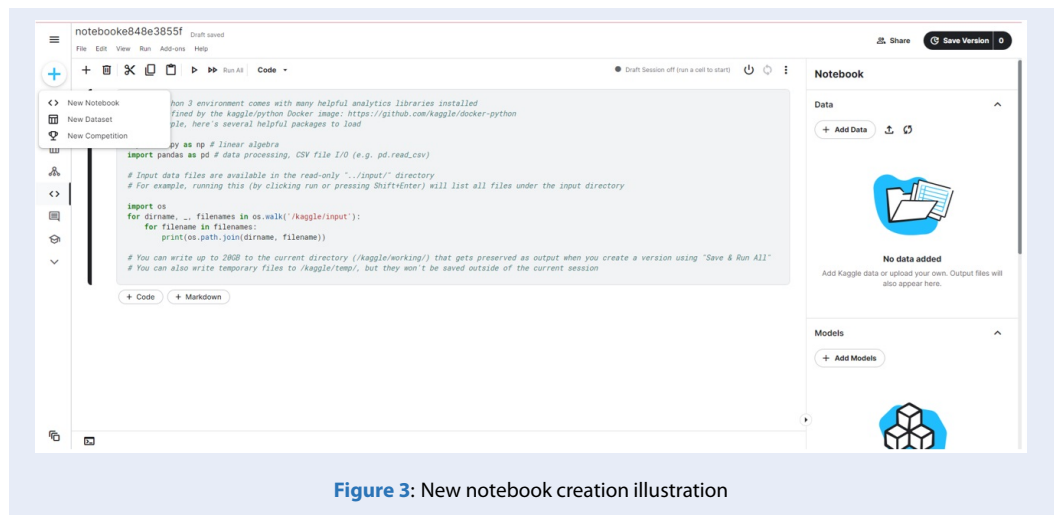 notebooke848e3855f Draft saved
File Edit View Run Add-ons Help
Share
Save Version 0
Run All Code
Draft Session off (run a cell to start)
New Notebook
New Dataset
New Competition
hon 3 environment comes with many helpful analytics libraries installed
fined by the kaggle/python Docker image: https://github.com/kaggle/docker-python
ple, here's several helpful packages to load
py as np # linear algebra
import pandas as pd # data processing, CSV file I/O (e.g. pd.read_csv)
# Input data files are available in the read-only "../input/" directory
# For example, running this (by clicking run or pressing Shift+Enter) will list all files under the input directory
import os
for dirname, _, filenames in os.walk('/kaggle/input'):
for filename in filenames:
print(os.path.join(dirname, filename))
# You can write up to 20GB to the current directory (/kaggle/working/) that gets preserved as output when you create a version using "Save & Run All"
# You can also write temporary files to /kaggle/temp/, but they won't be saved outside of the current session
+ Code + Markdown
Notebook
Data
+ Add Data
No data added
Add Kaggle data or upload your own. Output files will
also appear here.
Models
+ Add Models
Figure 3: New notebook creation illustration